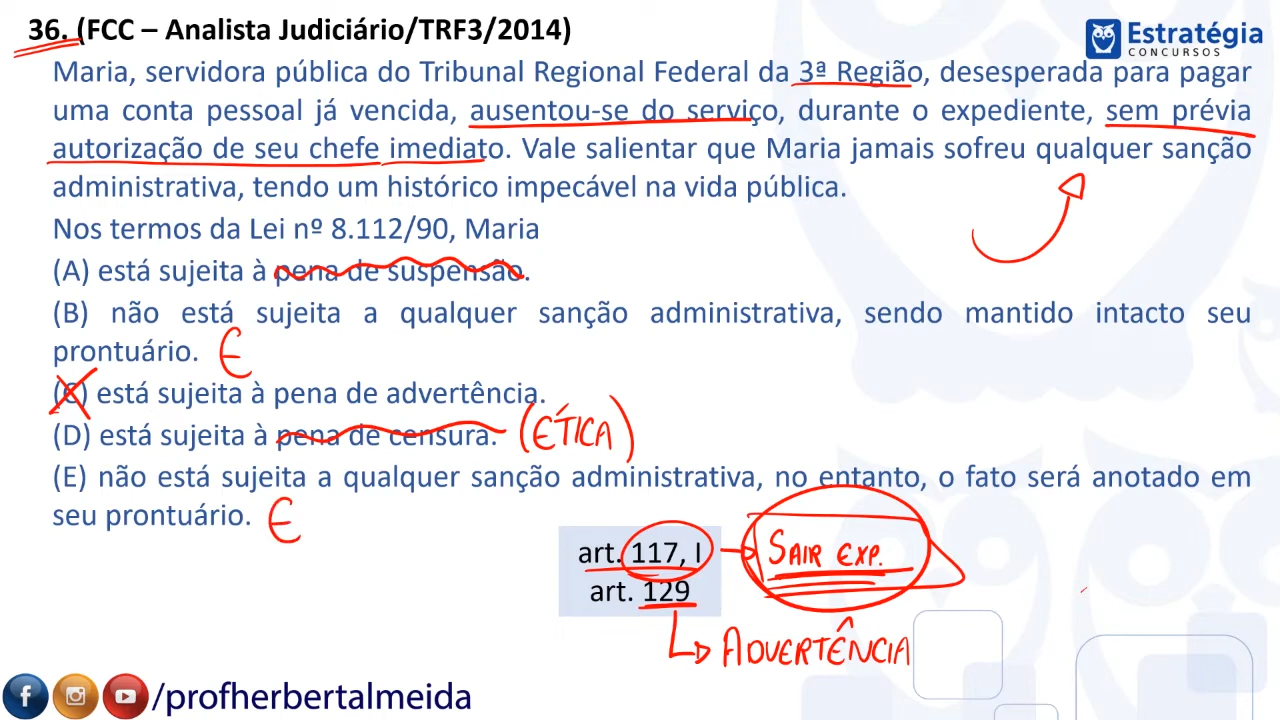 36. (FCC – Analista Judiciário/TRF3/2014)
Estratégia
CONCURSOS
Maria, servidora pública do Tribunal Regional Federal da 3ª Região, desesperada para pagar
uma conta pessoal já vencida, ausentou-se do serviço, durante o expediente, sem prévia
autorização de seu chefe imediato. Vale salientar que Maria jamais sofreu qualquer sanção
administrativa, tendo um histórico impecável na vida pública.
Nos termos da Lei nº 8.112/90, Maria
(A) está sujeita à pena de suspensão.
(B) não está sujeita a qualquer sanção administrativa, sendo mantido intacto seu
prontuário. E
(C) está sujeita à pena de advertência.
(D) está sujeita à pena de censura. (ÉTICA)
(E) não está sujeita a qualquer sanção administrativa, no entanto, o fato será anotado em
seu prontuário. E
art. 117, I SAIR EXP.
art. 129
ADVERTÊNCIA
/profherbertalmeida